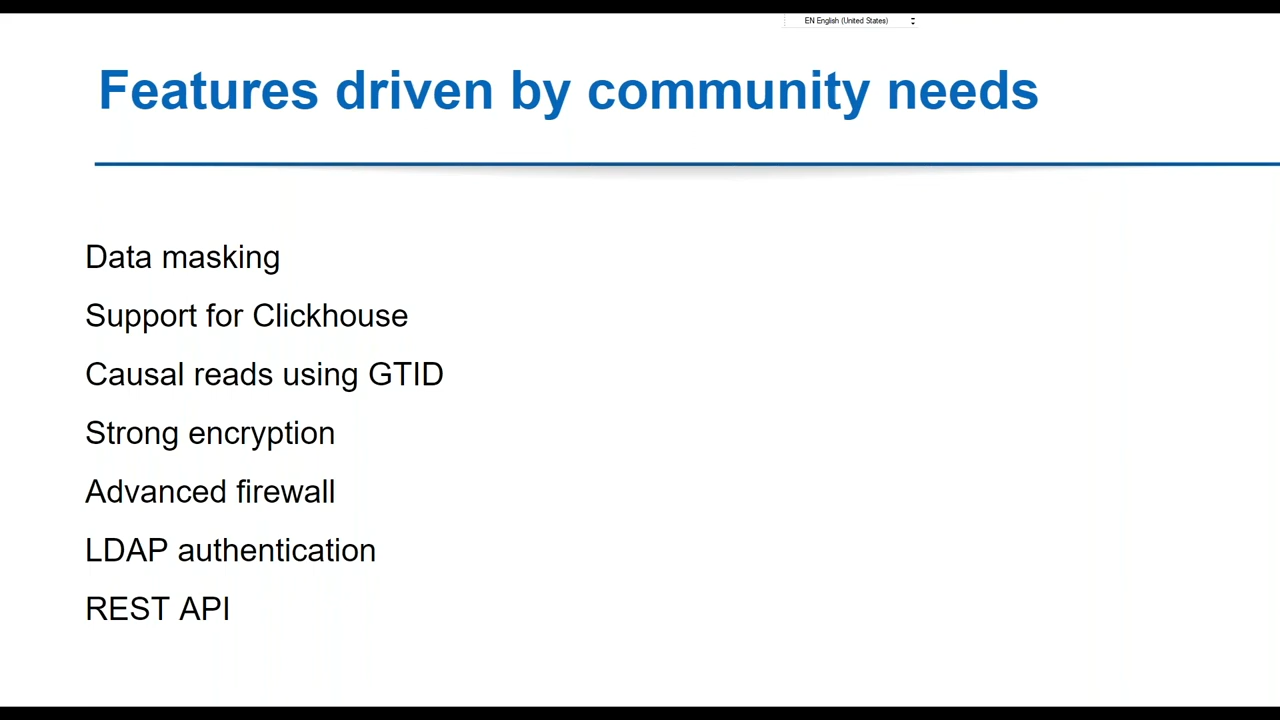 EN English (United States)
Features driven by community needs
Data masking
Support for Clickhouse
Causal reads using GTID
Strong encryption
Advanced firewall
LDAP authentication
REST API